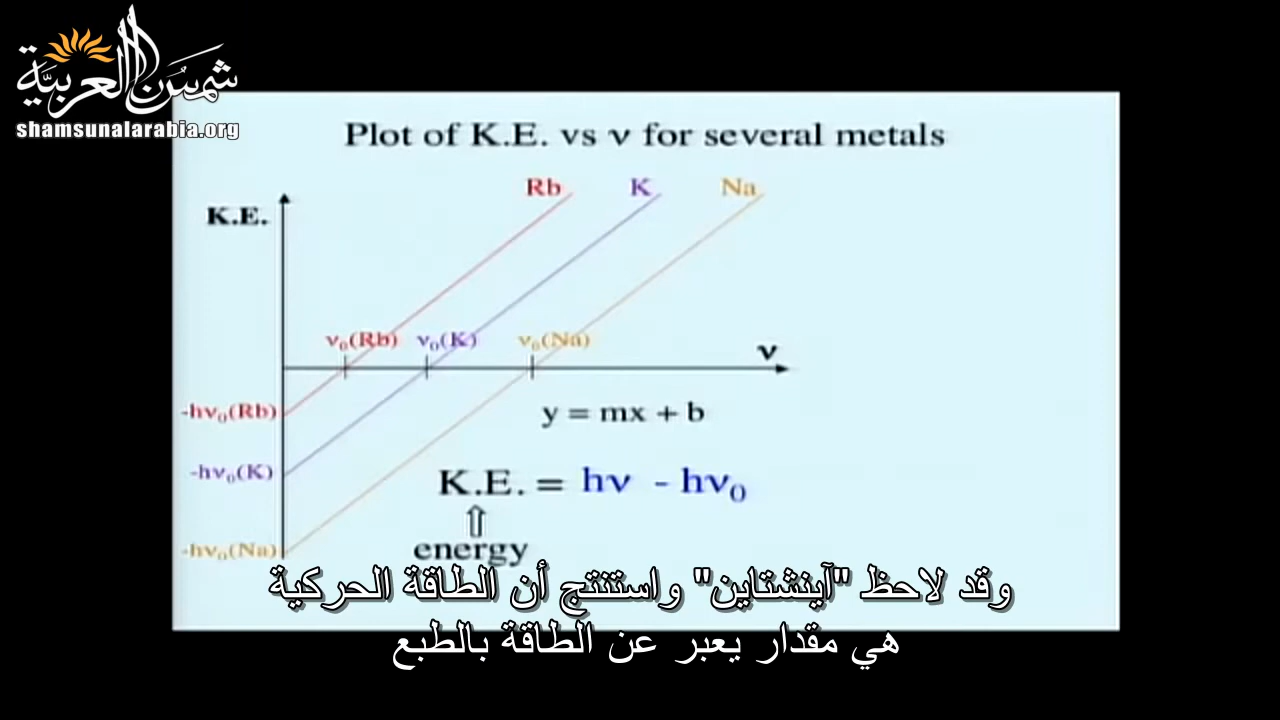 شمس العربية
shamsunalarabia.org
Plot of K.E. vs ν for several metals
Rb K Na
K.E.
ν₀(Rb) ν₀(K) ν₀(Na)
ν
-hν₀(Rb)
y = mx + b
-hν₀(K)
K.E. = hν - hν₀
⇧
-hν₀(Na)
energy
وقد لاحظ "آينشتاين" واستنتج أن الطاقة الحركية
هي مقدار يعبر عن الطاقة بالطبع